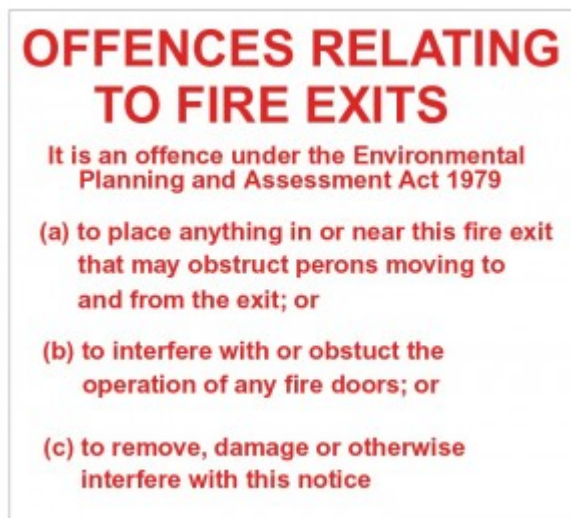 OFFENCES RELATING
TO FIRE EXITS
It is an offence under the Environmental
Planning and Assessment Act 1979
(a) to place anything in or near this fire exit
that may obstruct perons moving to
and from the exit; or
(b) to interfere with or obstuct the
operation of any fire doors; or
(c) to remove, damage or otherwise
interfere with this notice